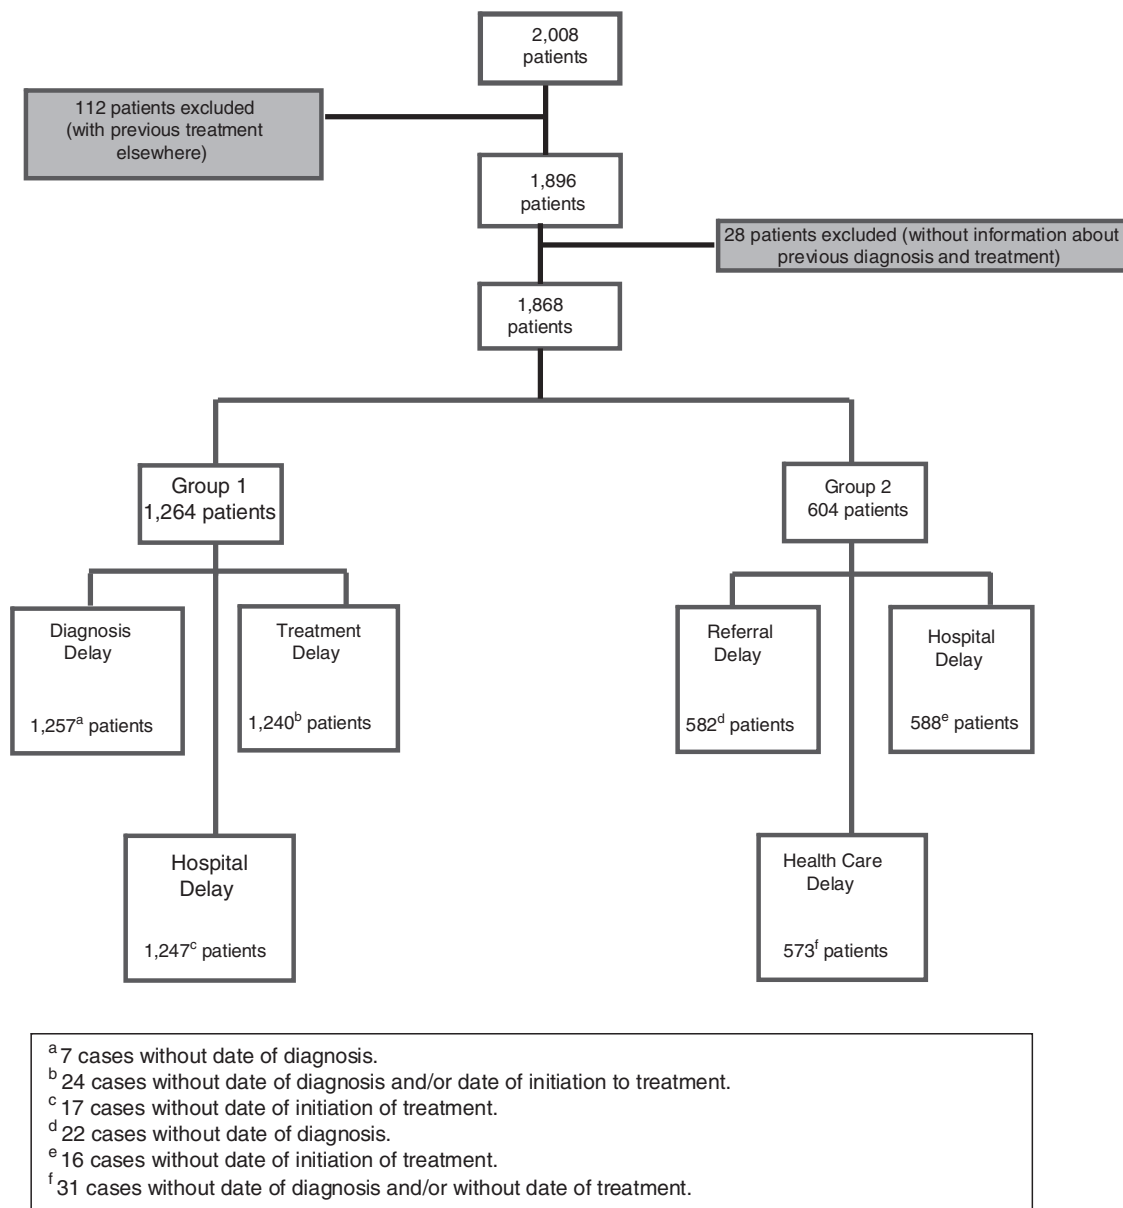 2,008
patients
112 patients excluded
(with previous treatment
elsewhere)
1,896
patients
28 patients excluded (without information about
previous diagnosis and treatment)
1,868
patients
Group 1
1,264 patients
Group 2
604 patients
Diagnosis
Delay
1,257a patients
Treatment
Delay
1,240b patients
Referral
Delay
582d patients
Hospital
Delay
588e patients
Hospital
Delay
1,247c patients
Health Care
Delay
573f patients
a 7 cases without date of diagnosis.
b 24 cases without date of diagnosis and/or date of initiation to treatment.
c 17 cases without date of initiation of treatment.
d 22 cases without date of diagnosis.
e 16 cases without date of initiation of treatment.
f 31 cases without date of diagnosis and/or without date of treatment.